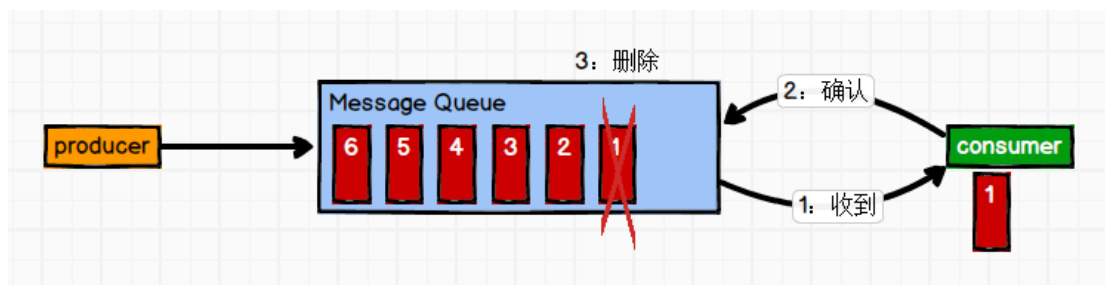 3：删除
Message Queue
2：确认
producer
6 5 4 3 2 1
consumer
1：收到
1